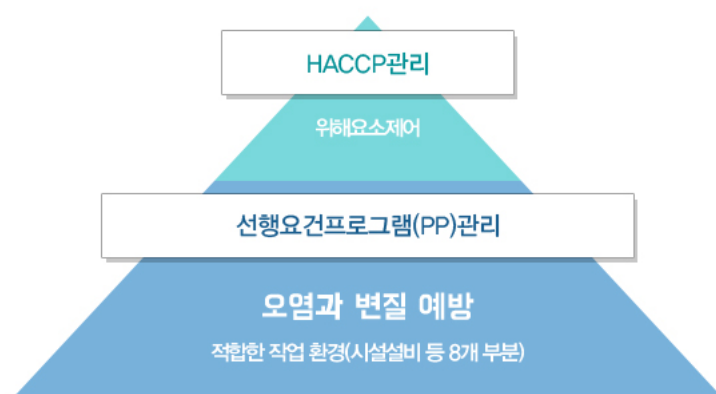 HACCP관리
위해요소제어
선행요건프로그램(PP)관리
오염과 변질 예방
적합한 작업 환경(시설설비 등 8개 부분)